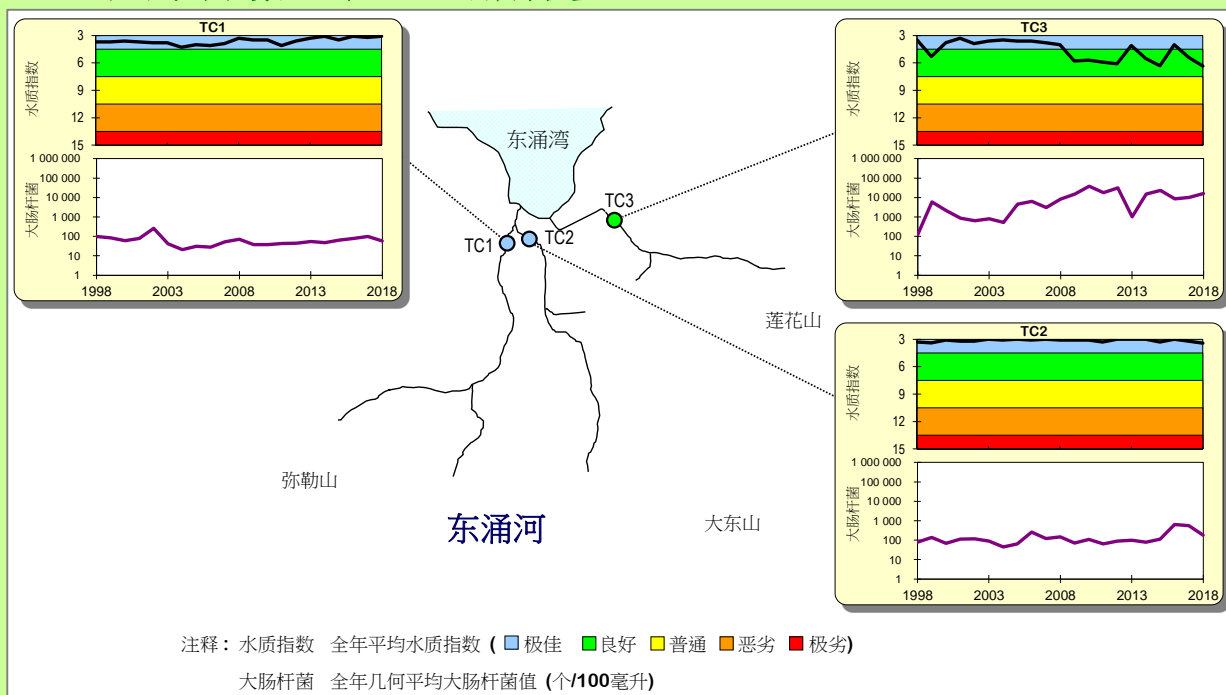 TC1
水质指数
3
6
9
12
15
大肠杆菌
1 000 000
100 000
10 000
1 000
100
10
1
1998 2003 2008 2013 2018
TC3
水质指数
3
6
9
12
15
大肠杆菌
1 000 000
100 000
10 000
1 000
100
10
1
1998 2003 2008 2013 2018
东涌湾
TC3
TC1
TC2
莲花山
TC2
水质指数
3
6
9
12
15
大肠杆菌
1 000 000
100 000
10 000
1 000
100
10
1
1998 2003 2008 2013 2018
弥勒山
东涌河
大东山
注释： 水质指数 全年平均水质指数 ( 极佳 良好 普通 恶劣 极劣)
大肠杆菌 全年几何平均大肠杆菌值 (个/100毫升)